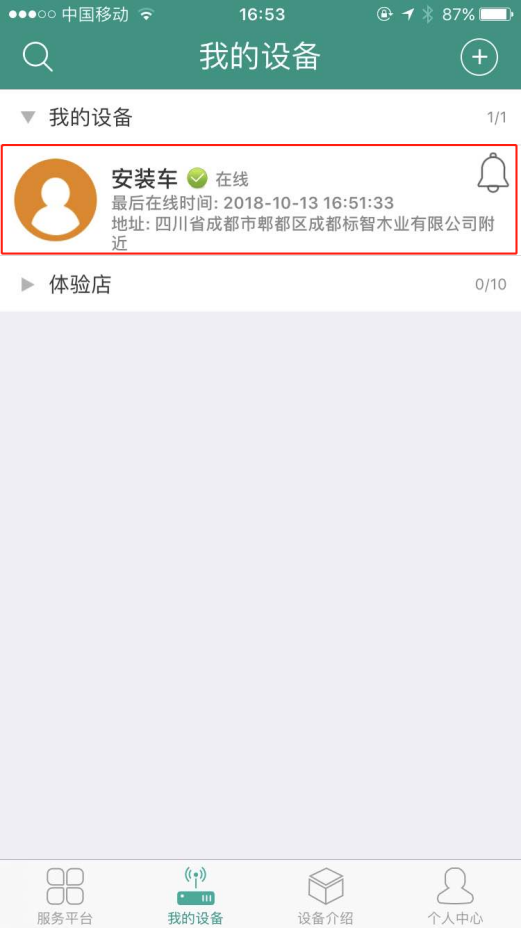 中国移动 16:53 87%
我的设备
我的设备 1/1
安装车 在线
最后在线时间: 2018-10-13 16:51:33
地址: 四川省成都市郫都区成都标智木业有限公司附
近
体验店 0/10
服务平台 我的设备 设备介绍 个人中心